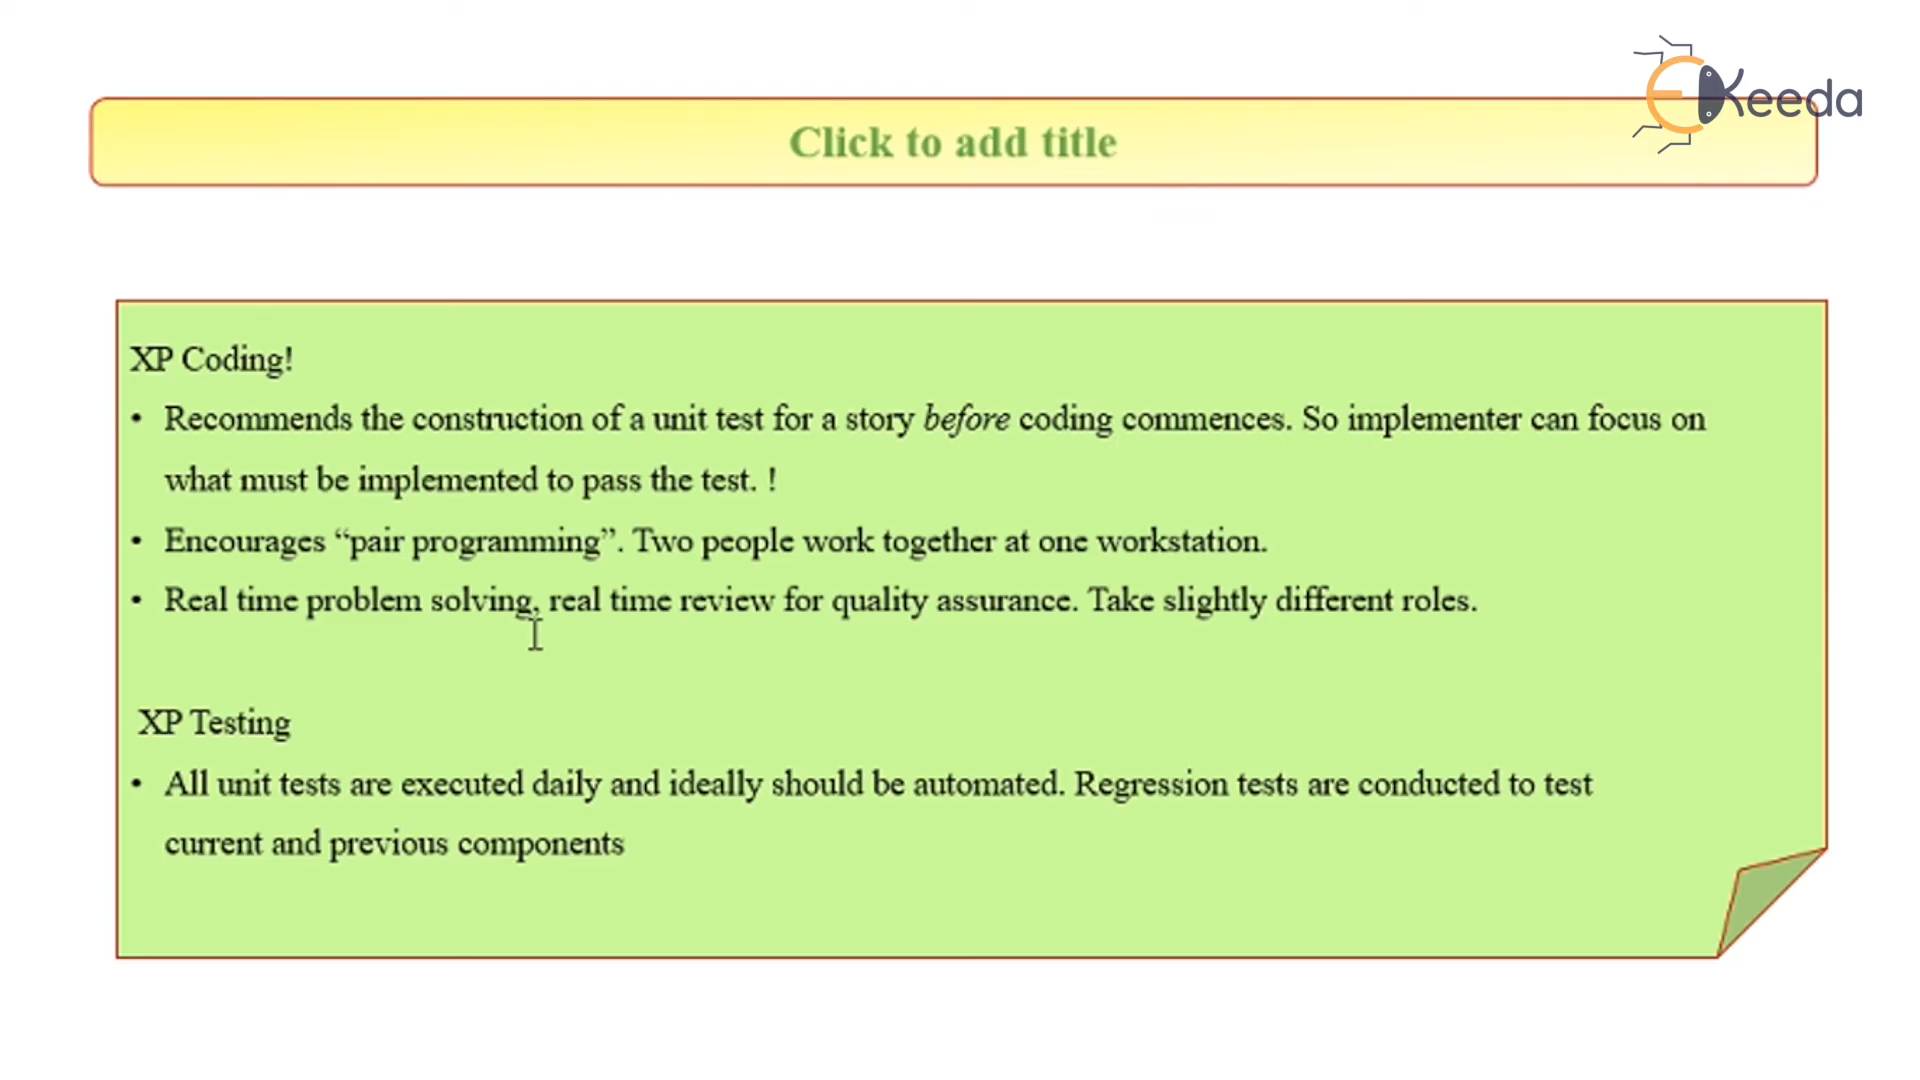 EKeeda
Click to add title
XP Coding!
• Recommends the construction of a unit test for a story before coding commences. So implementer can focus on
what must be implemented to pass the test. !
• Encourages “pair programming”. Two people work together at one workstation.
• Real time problem solving, real time review for quality assurance. Take slightly different roles.
XP Testing
• All unit tests are executed daily and ideally should be automated. Regression tests are conducted to test
current and previous components